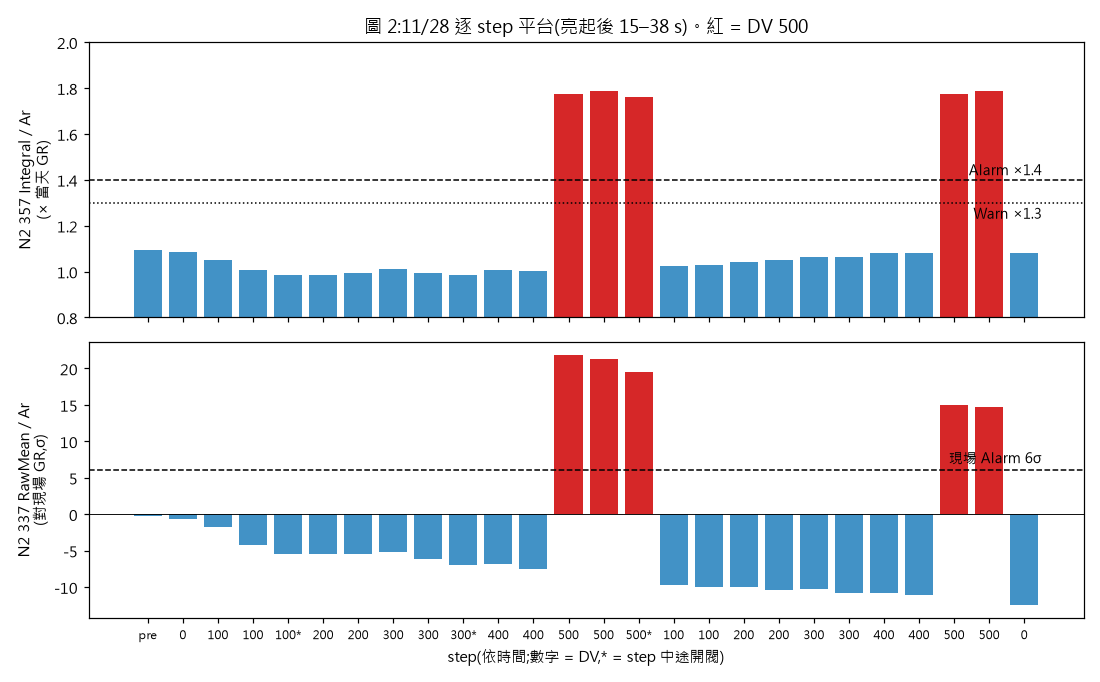 圖 2:11/28 逐 step 平台(亮起後 15–38 s)。紅 = DV 500
N2 357 Integral / Ar
(× 當天 GR)
2.0
1.8
1.6
1.4
1.2
1.0
0.8
Alarm ×1.4
Warn ×1.3
N2 337 RawMean / Ar
(對現場 GR,σ)
20
15
10
5
0
-5
-10
現場 Alarm 6σ
pre 0 100 100 100* 200 200 300 300 300* 400 400 500 500 500* 100 100 200 200 300 300 400 400 500 500 0
step(依時間;數字 = DV,* = step 中途開閥)